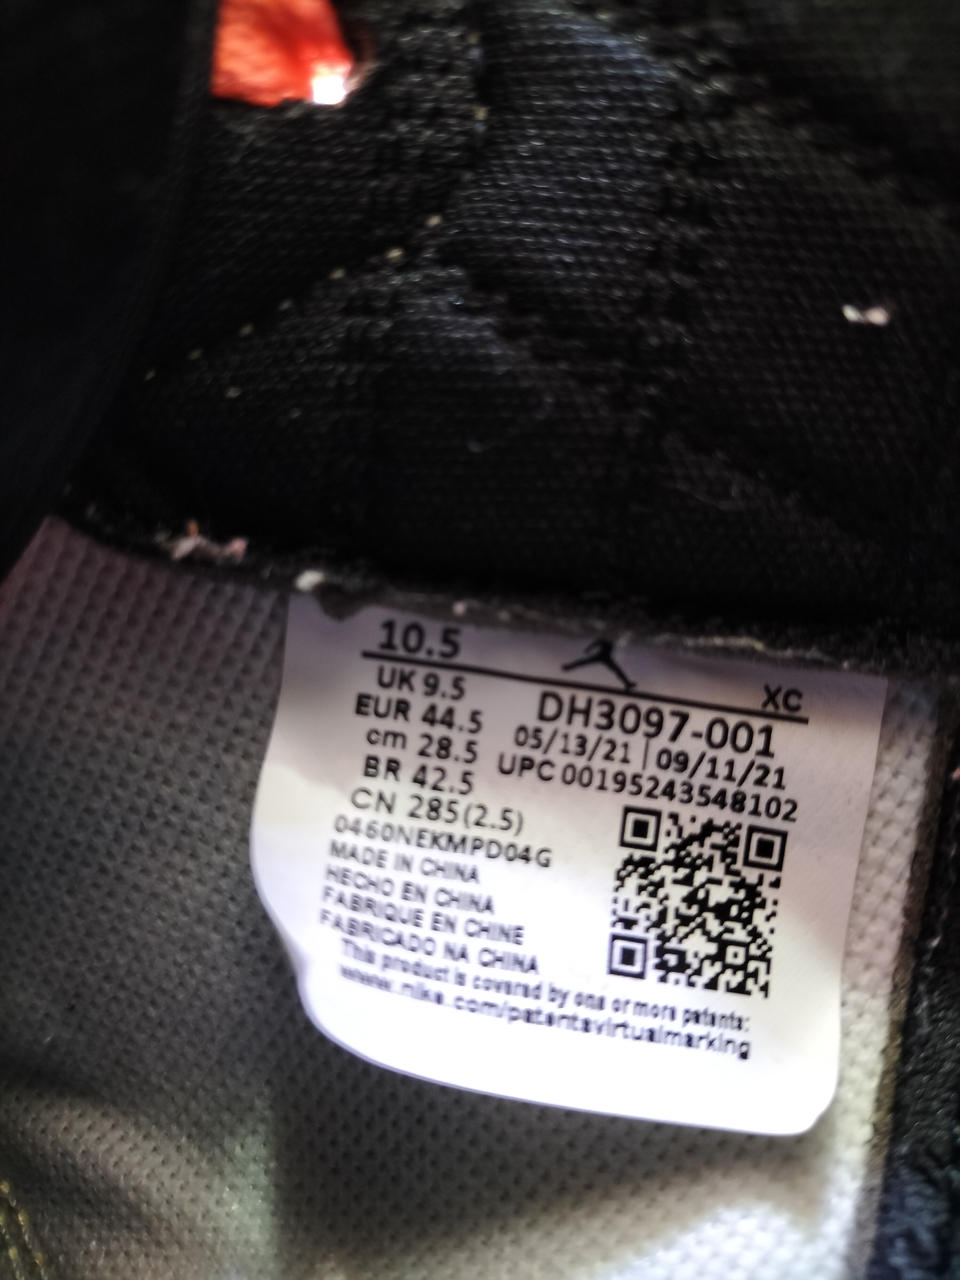 10.5
XC
UK 9.5
EUR 44.5
cm 28.5
BR 42.5
CN 285(2.5)
DH3097-001
05/13/21 | 09/11/21
UPC 00195243548102
0460NEKMPD04G
MADE IN CHINA
HECHO EN CHINA
FABRIQUE EN CHINE
FABRICADO NA CHINA
This product is covered by one or more patents:
www.nike.com/patentsvirtualmarking